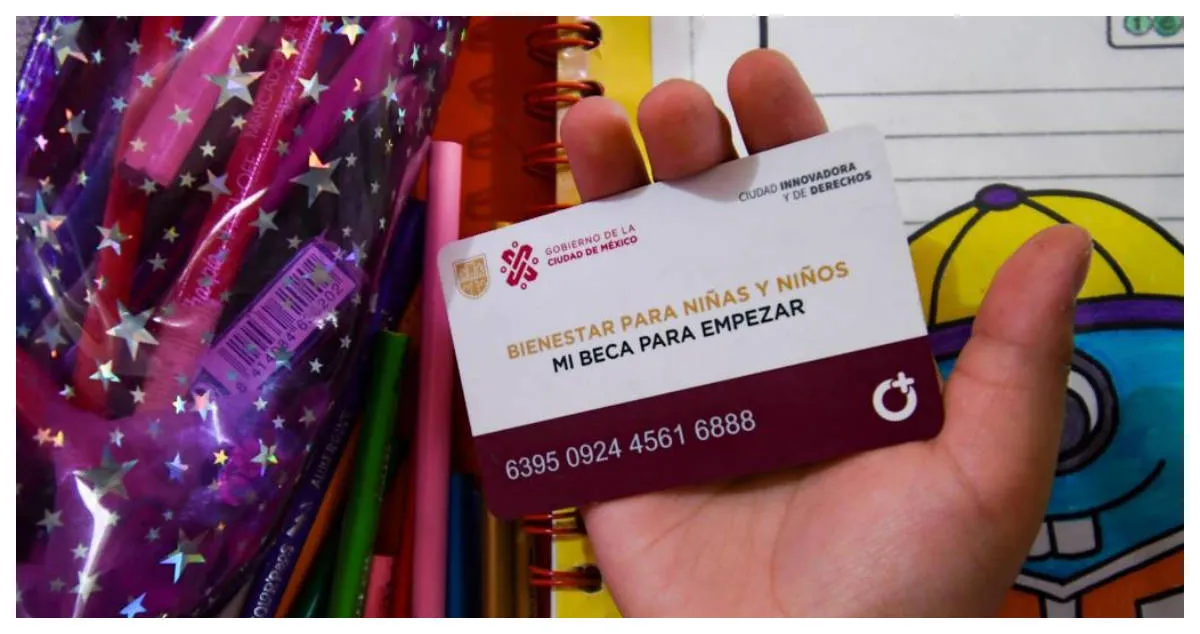 CIUDAD INNOVADORA
Y DE DERECHOS
GOBIERNO DE LA
CIUDAD DE MÉXICO
BIENESTAR PARA NIÑAS Y NIÑOS
MI BECA PARA EMPEZAR
6395 0924 4561 6888